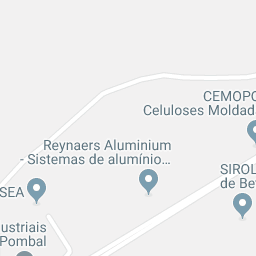 CEMOPO
Celuloses Moldad
Reynaers Aluminium
- Sistemas de alumínio...
SIROL
de Be
SEA
ustriais
Pombal